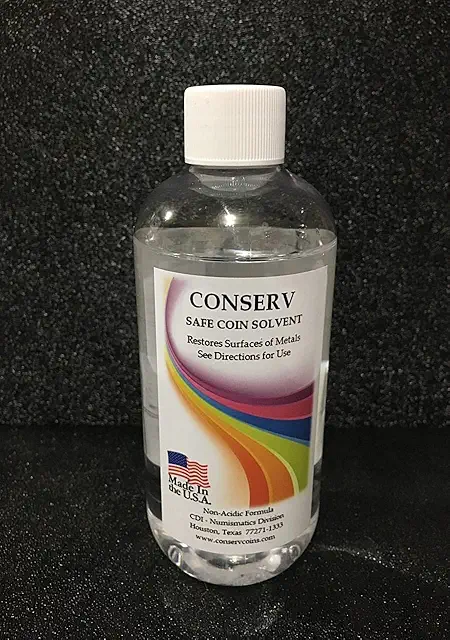 CONSERV
SAFE COIN SOLVENT
Restores Surfaces of Metals
See Directions for Use
Made In
the U.S.A.
Non-Acidic Formula
CDI - Numismatics Division
Houston, Texas 77271-1333
www.conservcoins.com